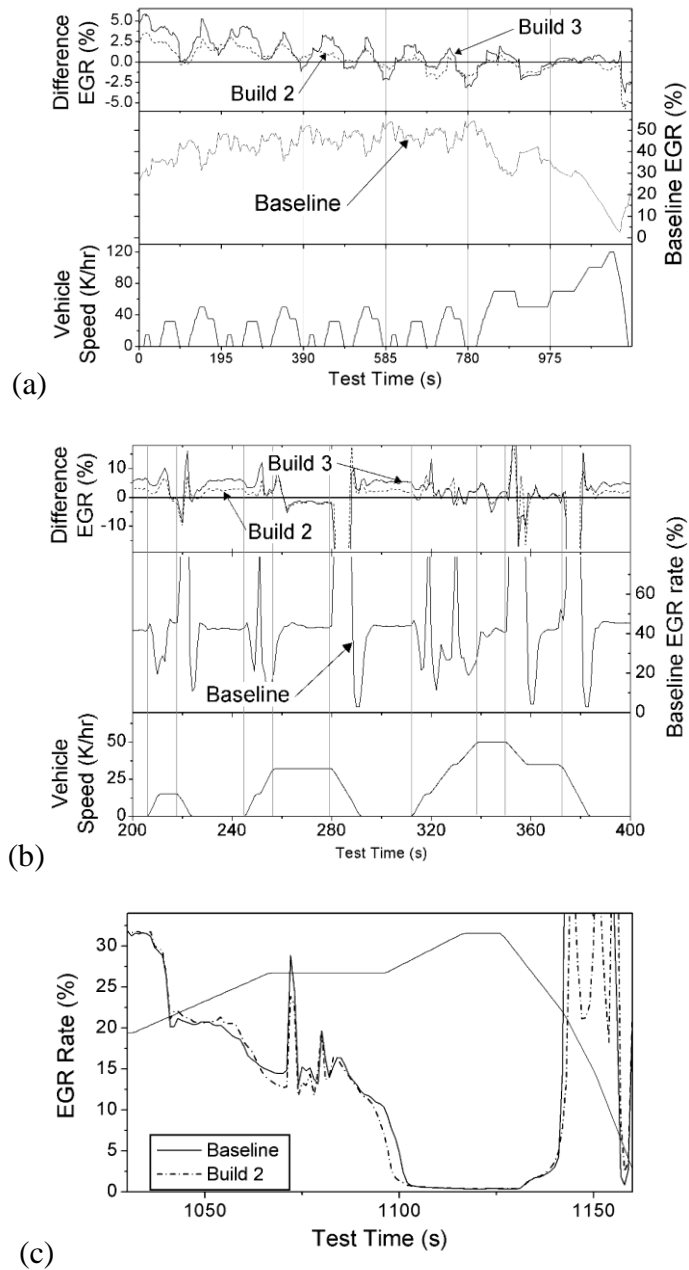 Difference
EGR (%)
5.0
2.5
0.0
-2.5
-5.0
Build 2
Build 3
Baseline
50
40
30
20
10
0
Baseline EGR (%)
Vehicle
Speed (K/hr)
120
80
40
0
0 195 390 585 780 975
Test Time (s)
(a)
Difference
EGR (%)
10
0
-10
Build 3
Build 2
Baseline
60
40
20
0
Baseline EGR rate (%)
Vehicle
Speed (K/hr)
50
25
0
200 240 280 320 360 400
Test Time (s)
(b)
EGR Rate (%)
30
25
20
15
10
5
0
Baseline
Build 2
1050 1100 1150
Test Time (s)
(c)